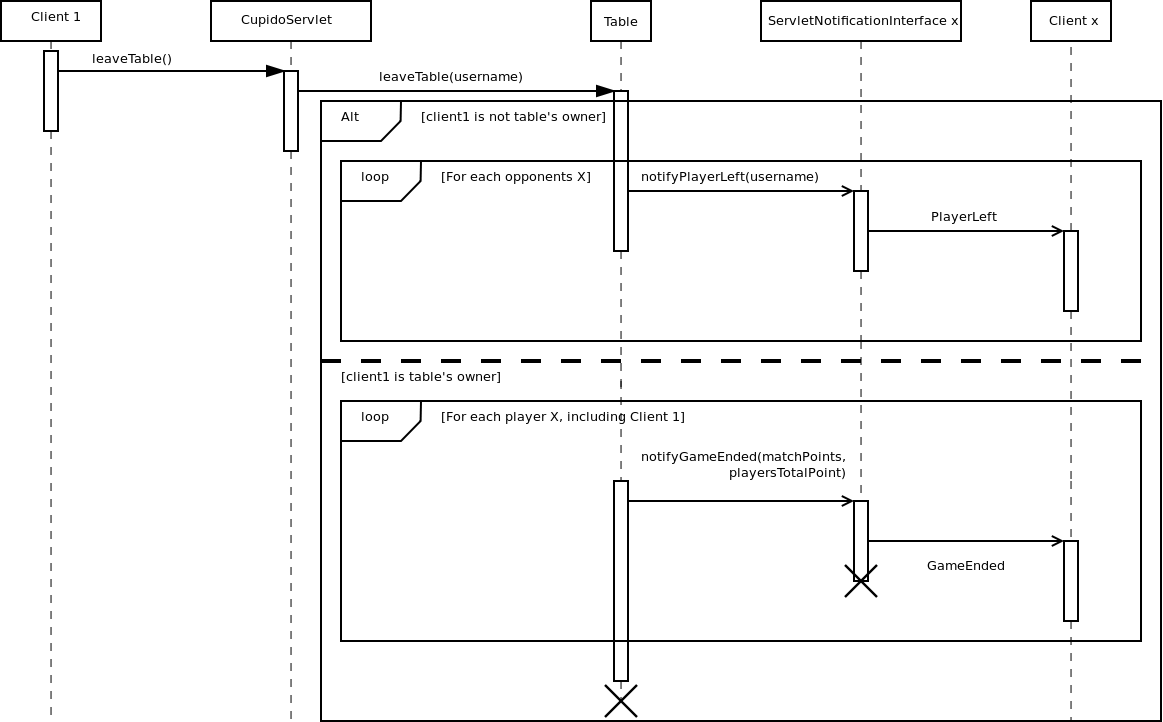 Client 1
CupidoServlet
Table
ServletNotificationInterface x
Client x
leaveTable()
leaveTable(username)
Alt
[client1 is not table's owner]
loop
[For each opponents X]
notifyPlayerLeft(username)
PlayerLeft
[client1 is table's owner]
loop
[For each player X, including Client 1]
notifyGameEnded(matchPoints,
playersTotalPoint)
GameEnded